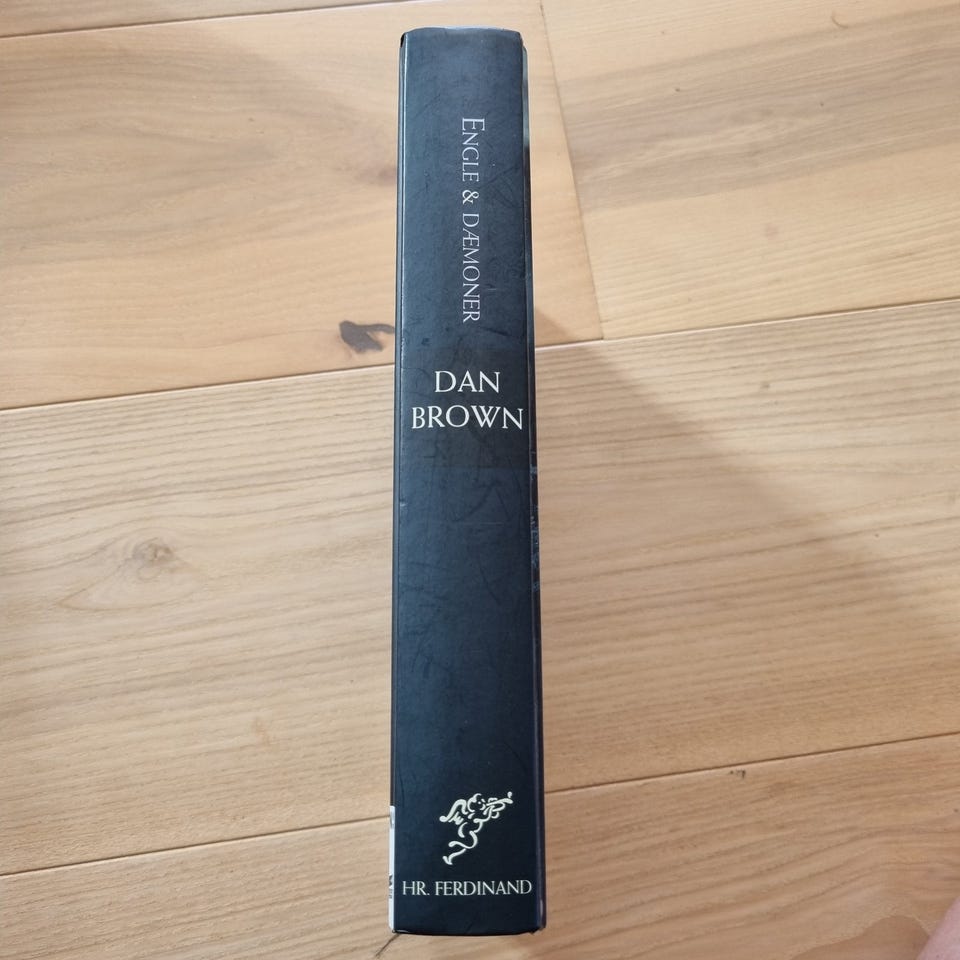 ENGLE & DÆMONER
DAN
BROWN
HR. FERDINAND